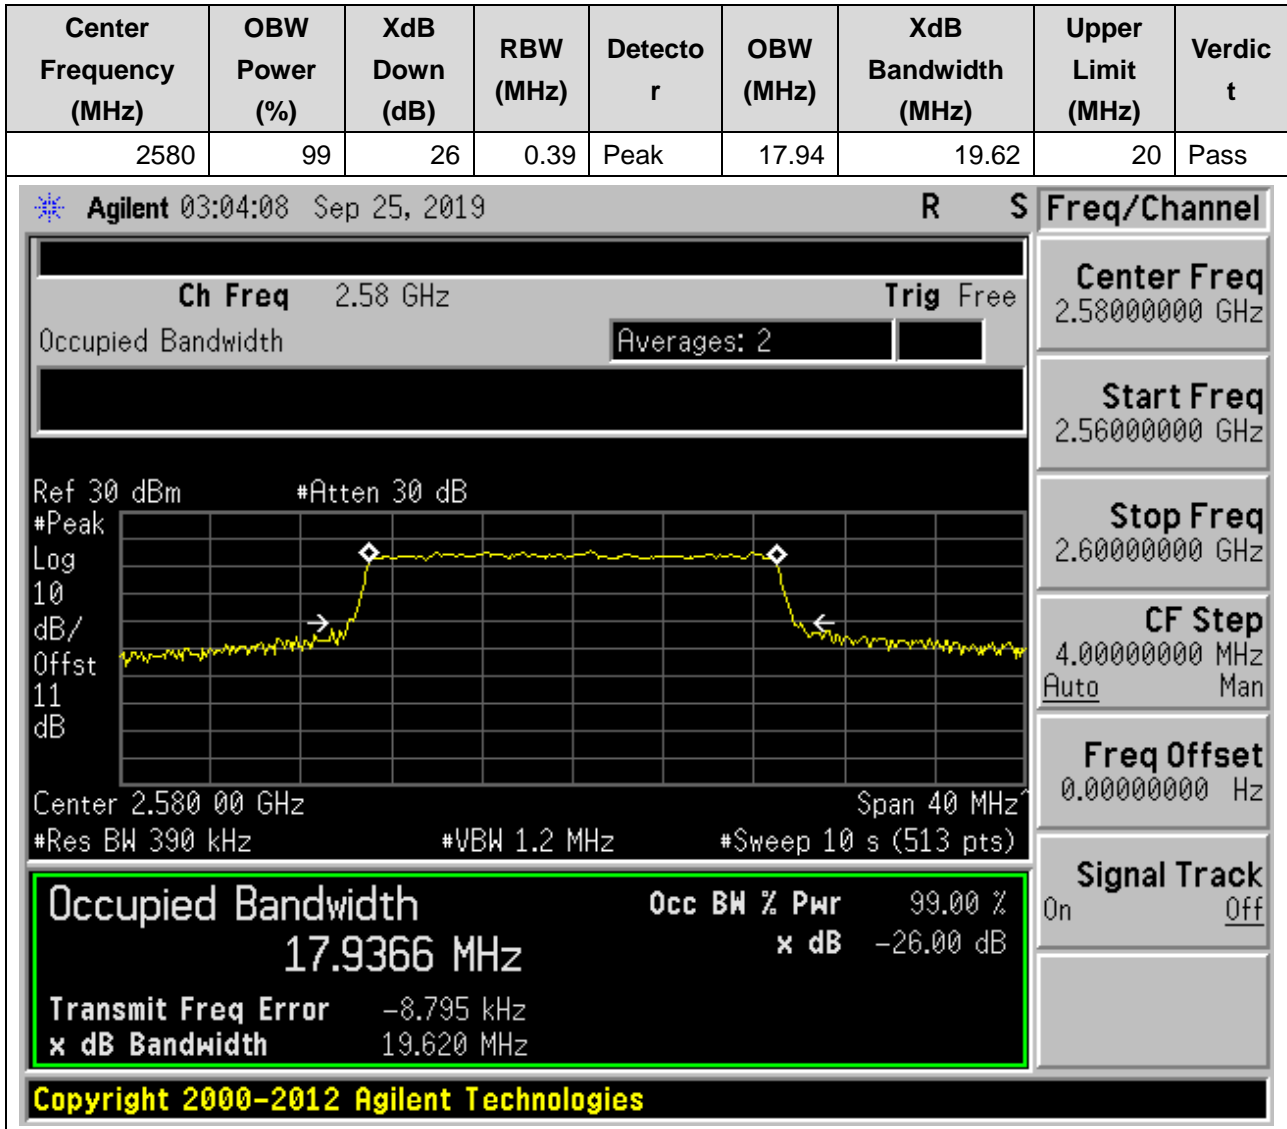 Center Frequency (MHz) OBW Power (%) XdB Down (dB) RBW (MHz) Detecto r OBW (MHz) XdB Bandwidth (MHz) Upper Limit (MHz) Verdic t
2580 99 26 0.39 Peak 17.94 19.62 20 Pass
Agilent 03:04:08 Sep 25, 2019 R S
Ch Freq 2.58 GHz Trig Free
Occupied Bandwidth Averages: 2
Ref 30 dBm #Atten 30 dB
#Peak
Log
10
dB/
Offst
11
dB
Center 2.580 00 GHz Span 40 MHz^
#Res BW 390 kHz #VBW 1.2 MHz #Sweep 10 s (513 pts)
Occupied Bandwidth Occ BW % Pwr 99.00 %
17.9366 MHz x dB -26.00 dB
Transmit Freq Error -8.795 kHz
x dB Bandwidth 19.620 MHz
Copyright 2000-2012 Agilent Technologies
Freq/Channel
Center Freq
2.58000000 GHz
Start Freq
2.56000000 GHz
Stop Freq
2.60000000 GHz
CF Step
4.00000000 MHz
Auto Man
Freq Offset
0.00000000 Hz
Signal Track
On Off